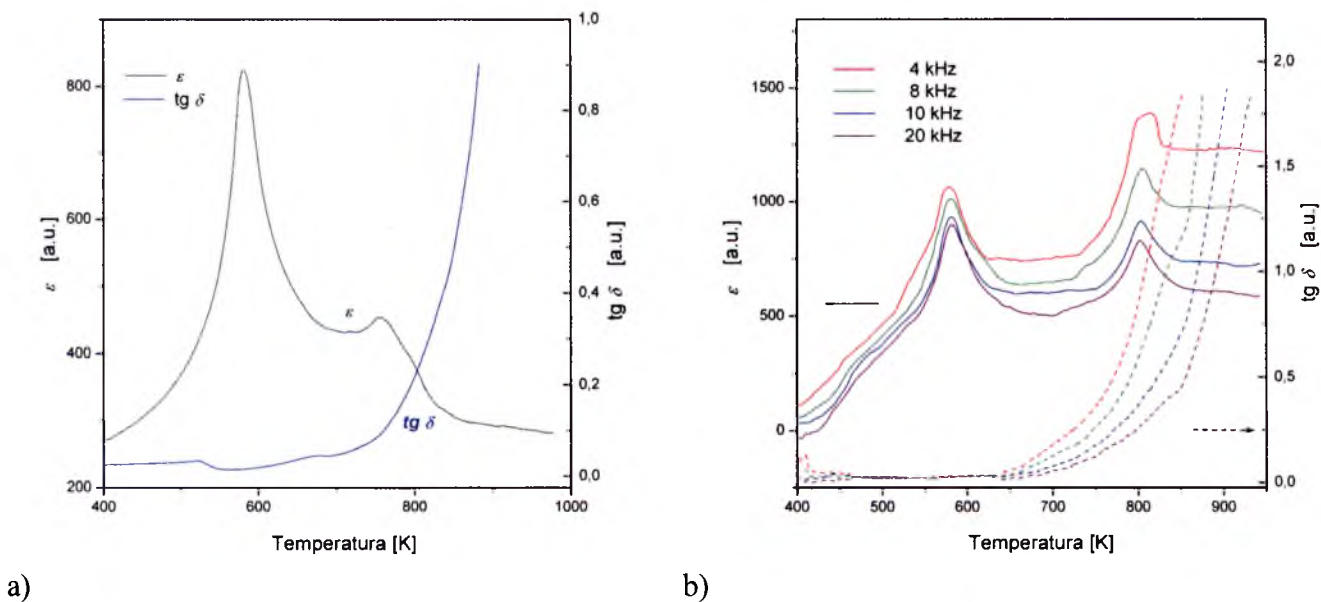 ε
tg δ
ε
tg δ
800
600
400
200
ε [a.u.]
1,0
0,8
0,6
0,4
0,2
0,0
tg δ [a.u.]
400 600 800 1000
Temperatura [K]
a)
4 kHz
8 kHz
10 kHz
20 kHz
1500
1000
500
0
ε [a.u.]
2,0
1,5
1,0
0,5
0,0
tg δ [a.u.]
400 500 600 700 800 900
Temperatura [K]
b)